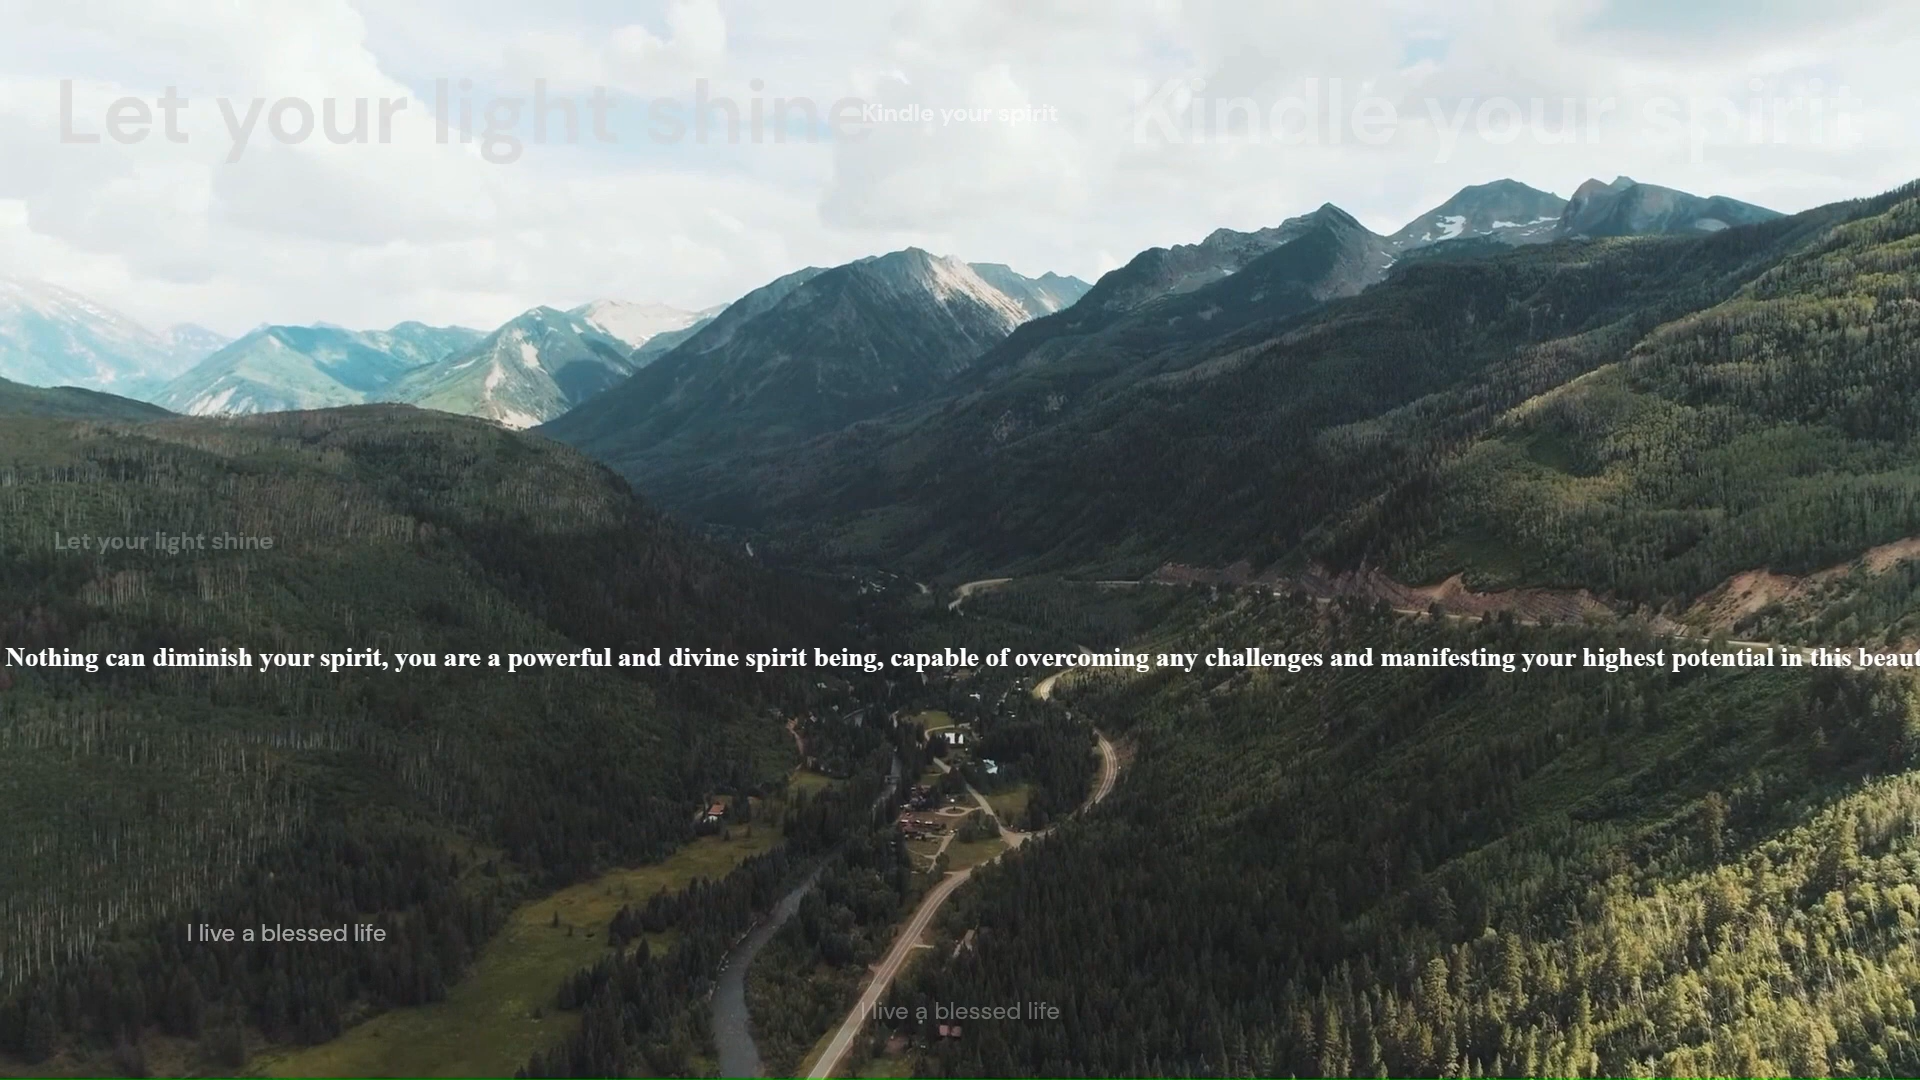 Let your light shine
Kindle your spirit
Kindle your spirit
Let your light shine
Nothing can diminish your spirit, you are a powerful and divine spirit being, capable of overcoming any challenges and manifesting your highest potential in this beaut
I live a blessed life
I live a blessed life